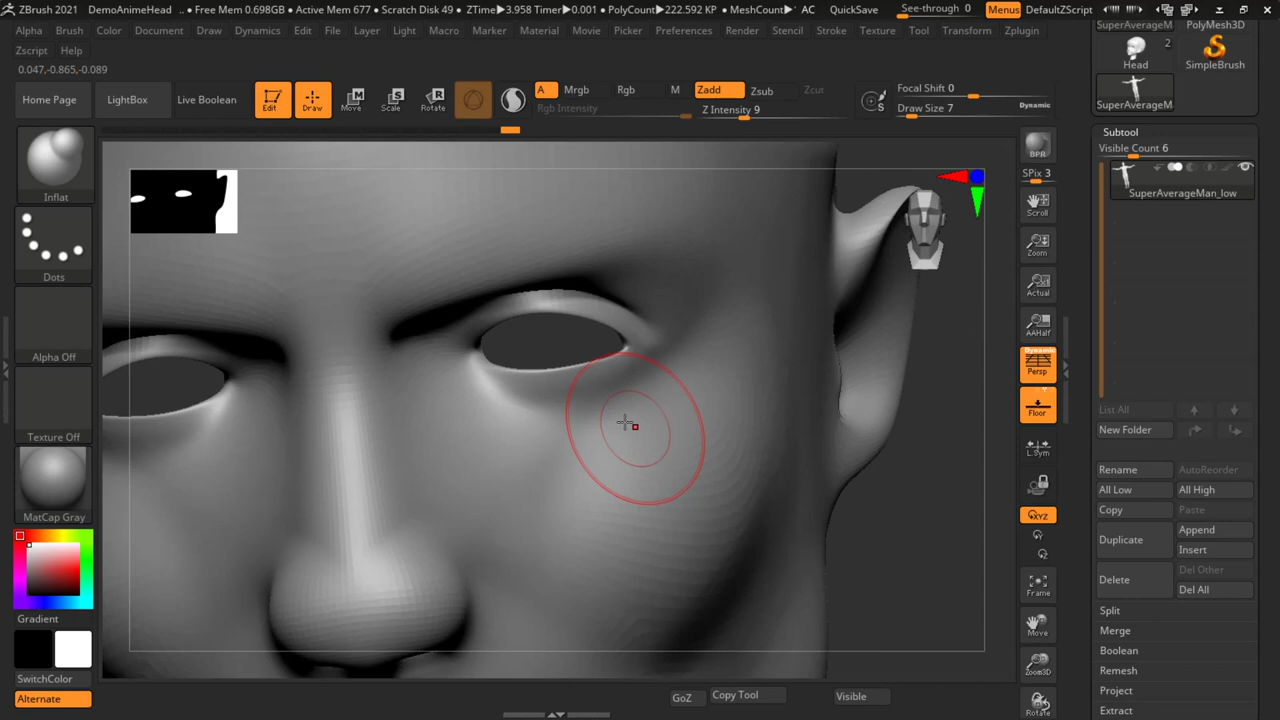 ZBrush 2021 DemoAnimeHead .. ● Free Mem 0.698GB ● Active Mem 677 ● Scratch Disk 49 ● ZTime▶3.958 Timer▶0.001 ● PolyCount▶222.592 KP ● MeshCount▶ AC QuickSave See-through 0 Menus DefaultZScript
Alpha Brush Color Document Draw Dynamics Edit File Layer Light Macro Marker Material Movie Picker Preferences Render Stencil Stroke Texture Tool Transform Zplugin
Zscript Help
0.047,-0.865,-0.089
Home Page LightBox Live Boolean Edit Draw Move Scale Rotate A Mrgb Rgb M Zadd Zsub Zcut Focal Shift 0
Rgb Intensity Z Intensity 9 S Draw Size 7 Dynamic
Inflat
Dots
Alpha Off
Texture Off
MatCap Gray
Gradient
SwitchColor
Alternate
BPR
SPix 3
Scroll
Zoom
Actual
AAHalf
Dynamic
Persp
Floor
L.Sym
XYZ
Y
Z
Frame
Move
Zoom3D
Rotate
GoZ Copy Tool Visible
SuperAverageM PolyMesh3D
2
Head SimpleBrush
SuperAverageM
Subtool
Visible Count 6
SuperAverageMan_low
List All
New Folder
Rename AutoReorder
All Low All High
Copy Paste
Duplicate Append
Insert
Delete Del Other
Del All
Split
Merge
Boolean
Remesh
Project
Extract